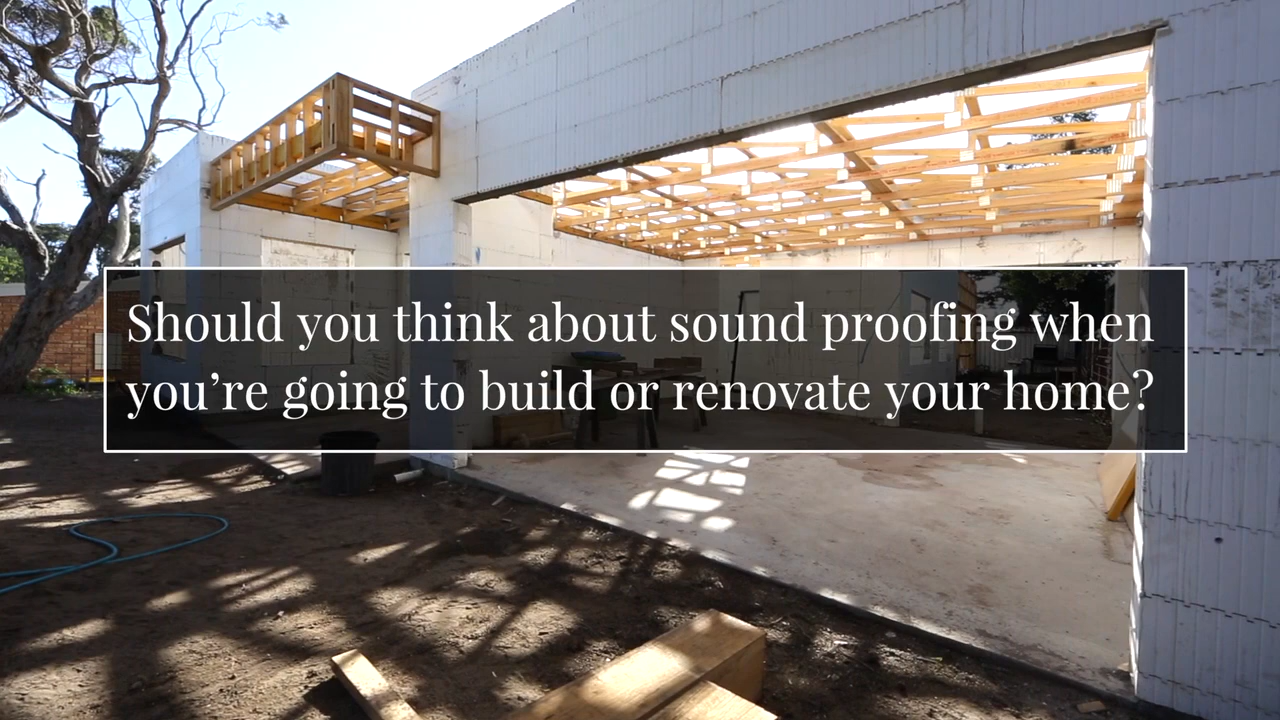 Should you think about sound proofing when
you’re going to build or renovate your home?